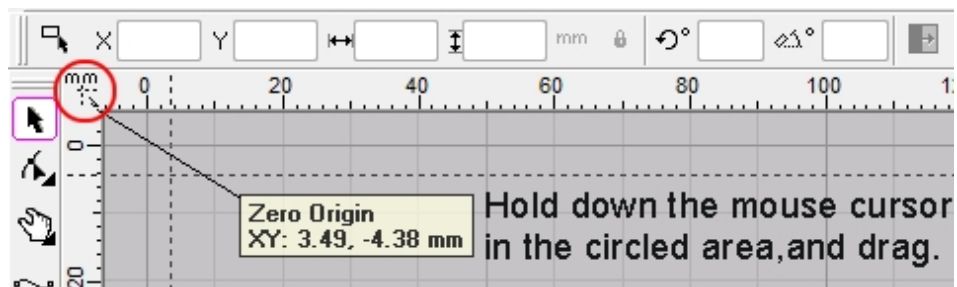 X Y mm
mm 0 20 40 60 80 100
0
Zero Origin
XY: 3.49, -4.38 mm
Hold down the mouse cursor
in the circled area,and drag.
20